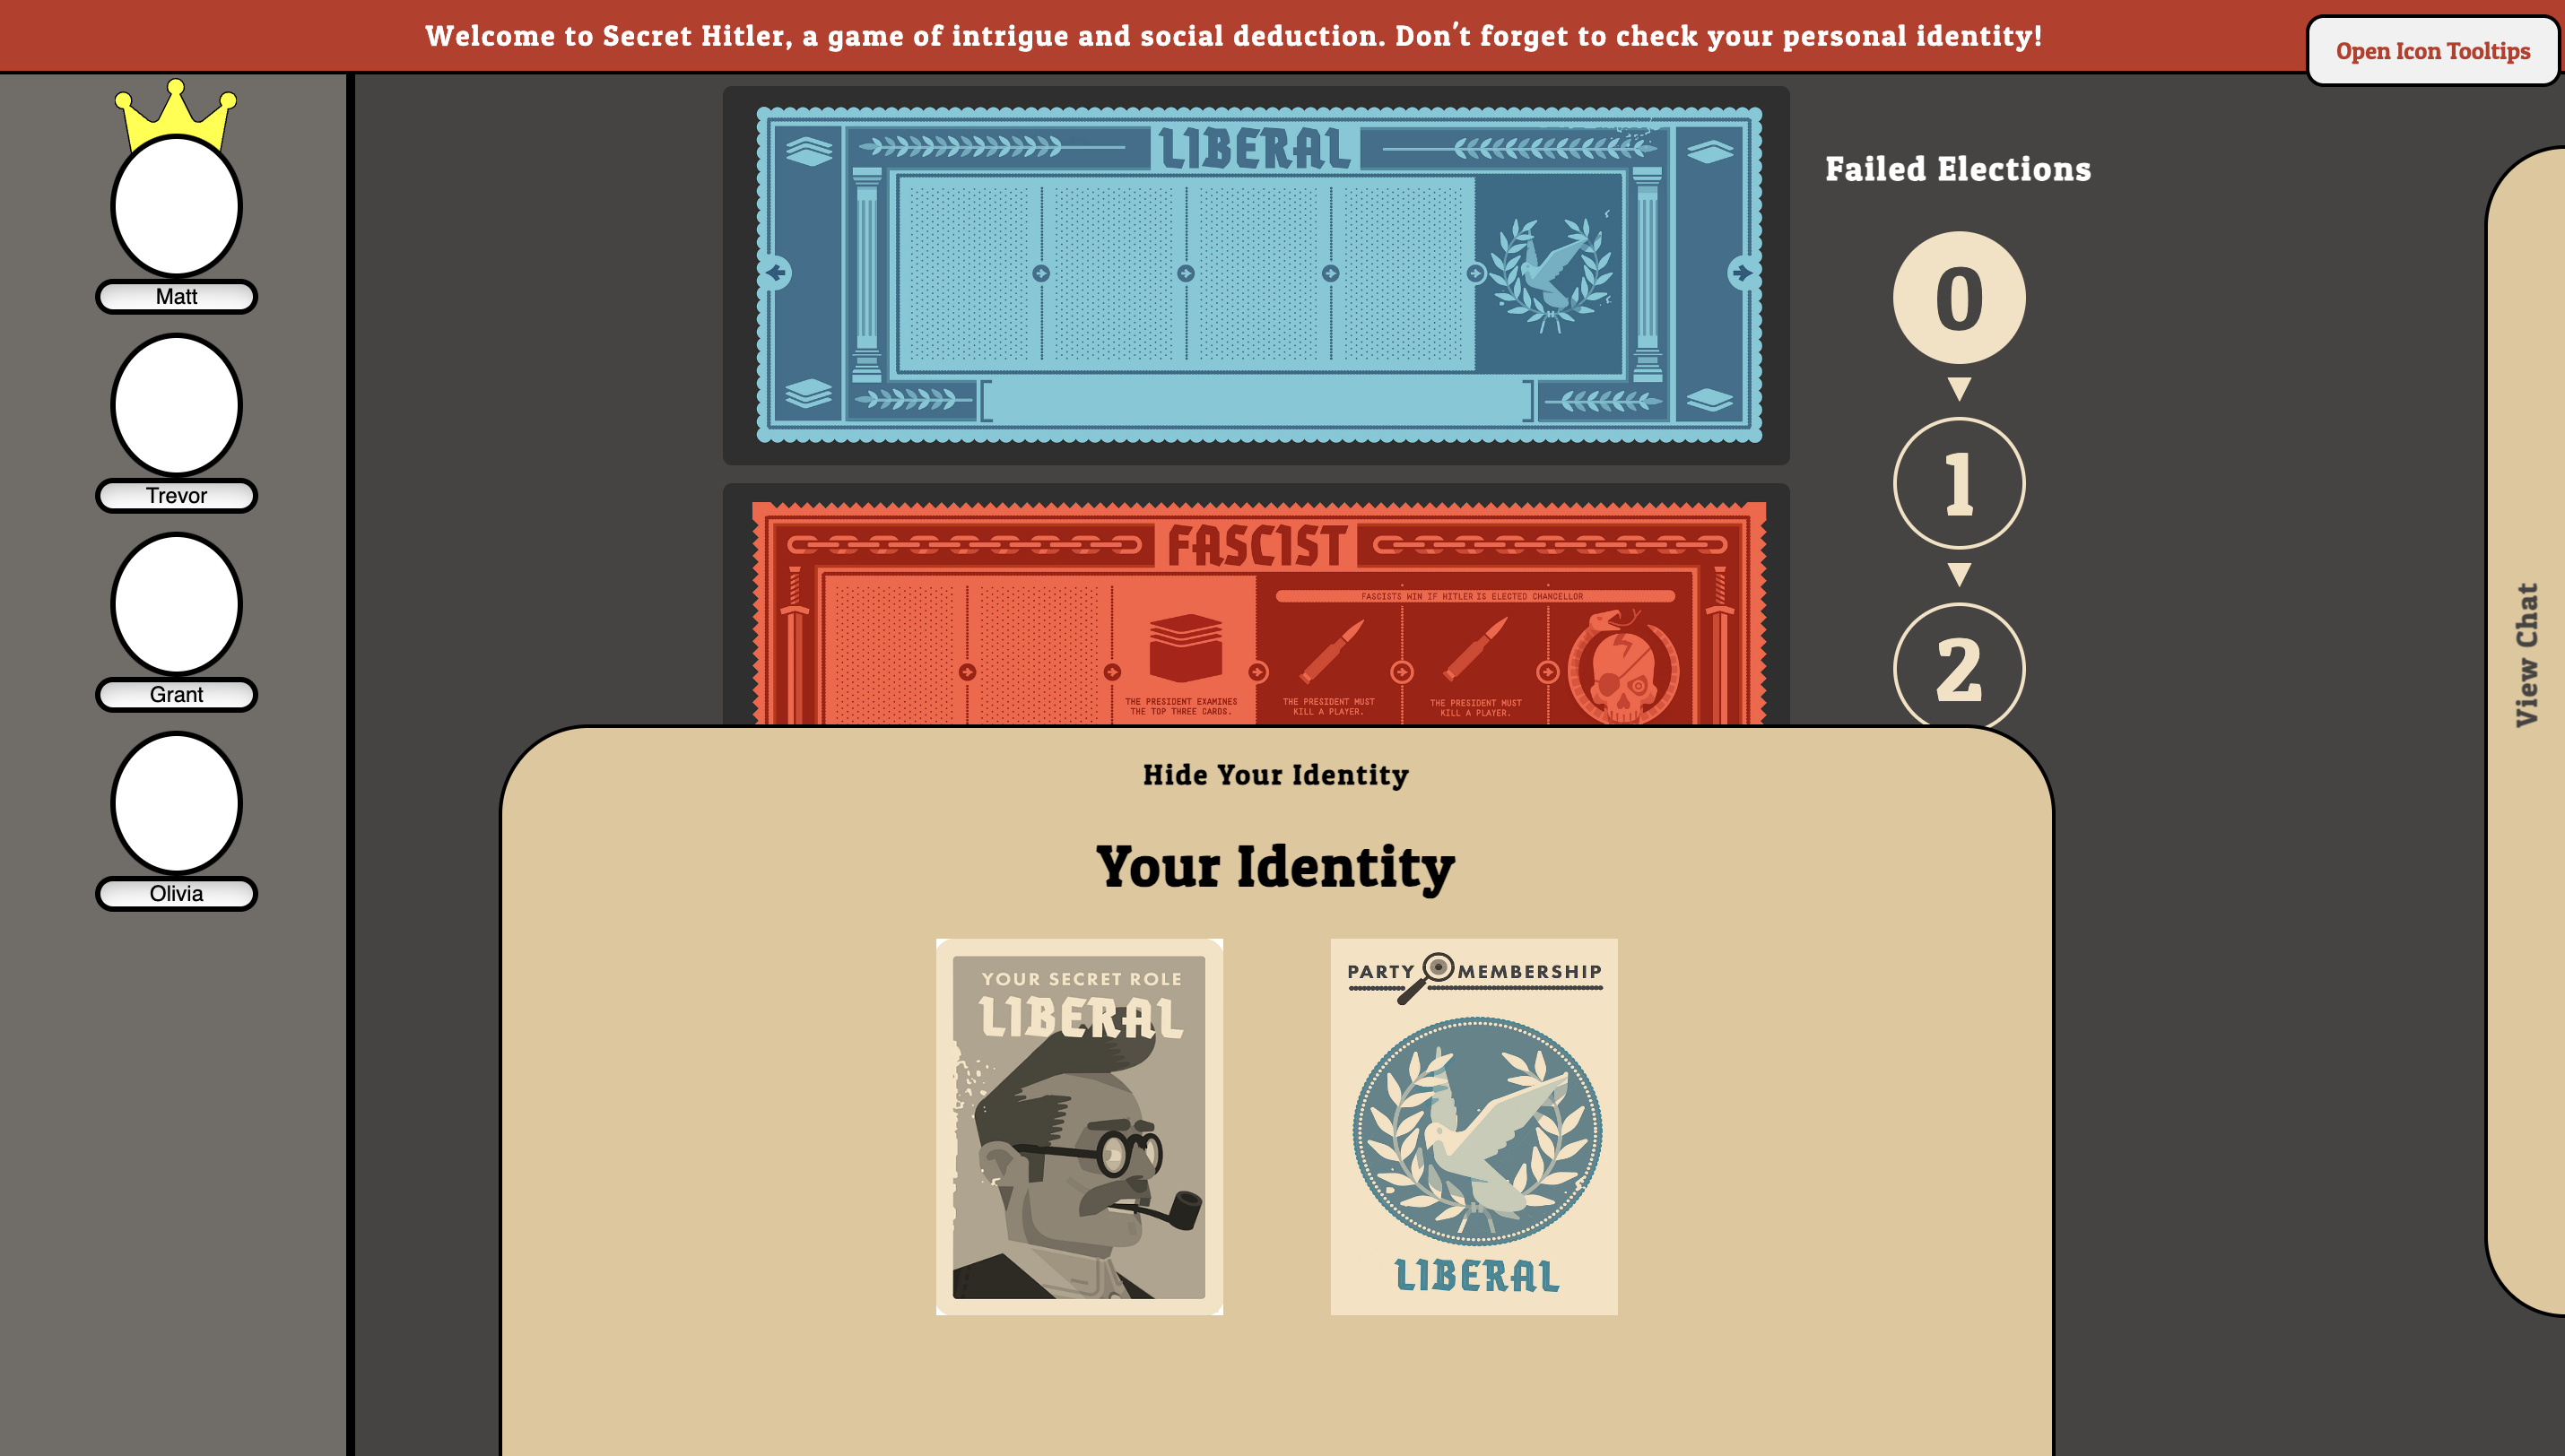 Welcome to Secret Hitler, a game of intrigue and social deduction. Don't forget to check your personal identity!
Open Icon Tooltips
Matt
Trevor
Grant
Olivia
LIBERAL
FASCIST
FASCISTS WIN IF HITLER IS ELECTED CHANCELLOR
THE PRESIDENT EXAMINES
THE TOP THREE CARDS.
THE PRESIDENT MUST
KILL A PLAYER.
THE PRESIDENT MUST
KILL A PLAYER.
Failed Elections
0
1
2
View Chat
Hide Your Identity
Your Identity
YOUR SECRET ROLE
LIBERAL
PARTY MEMBERSHIP
LIBERAL